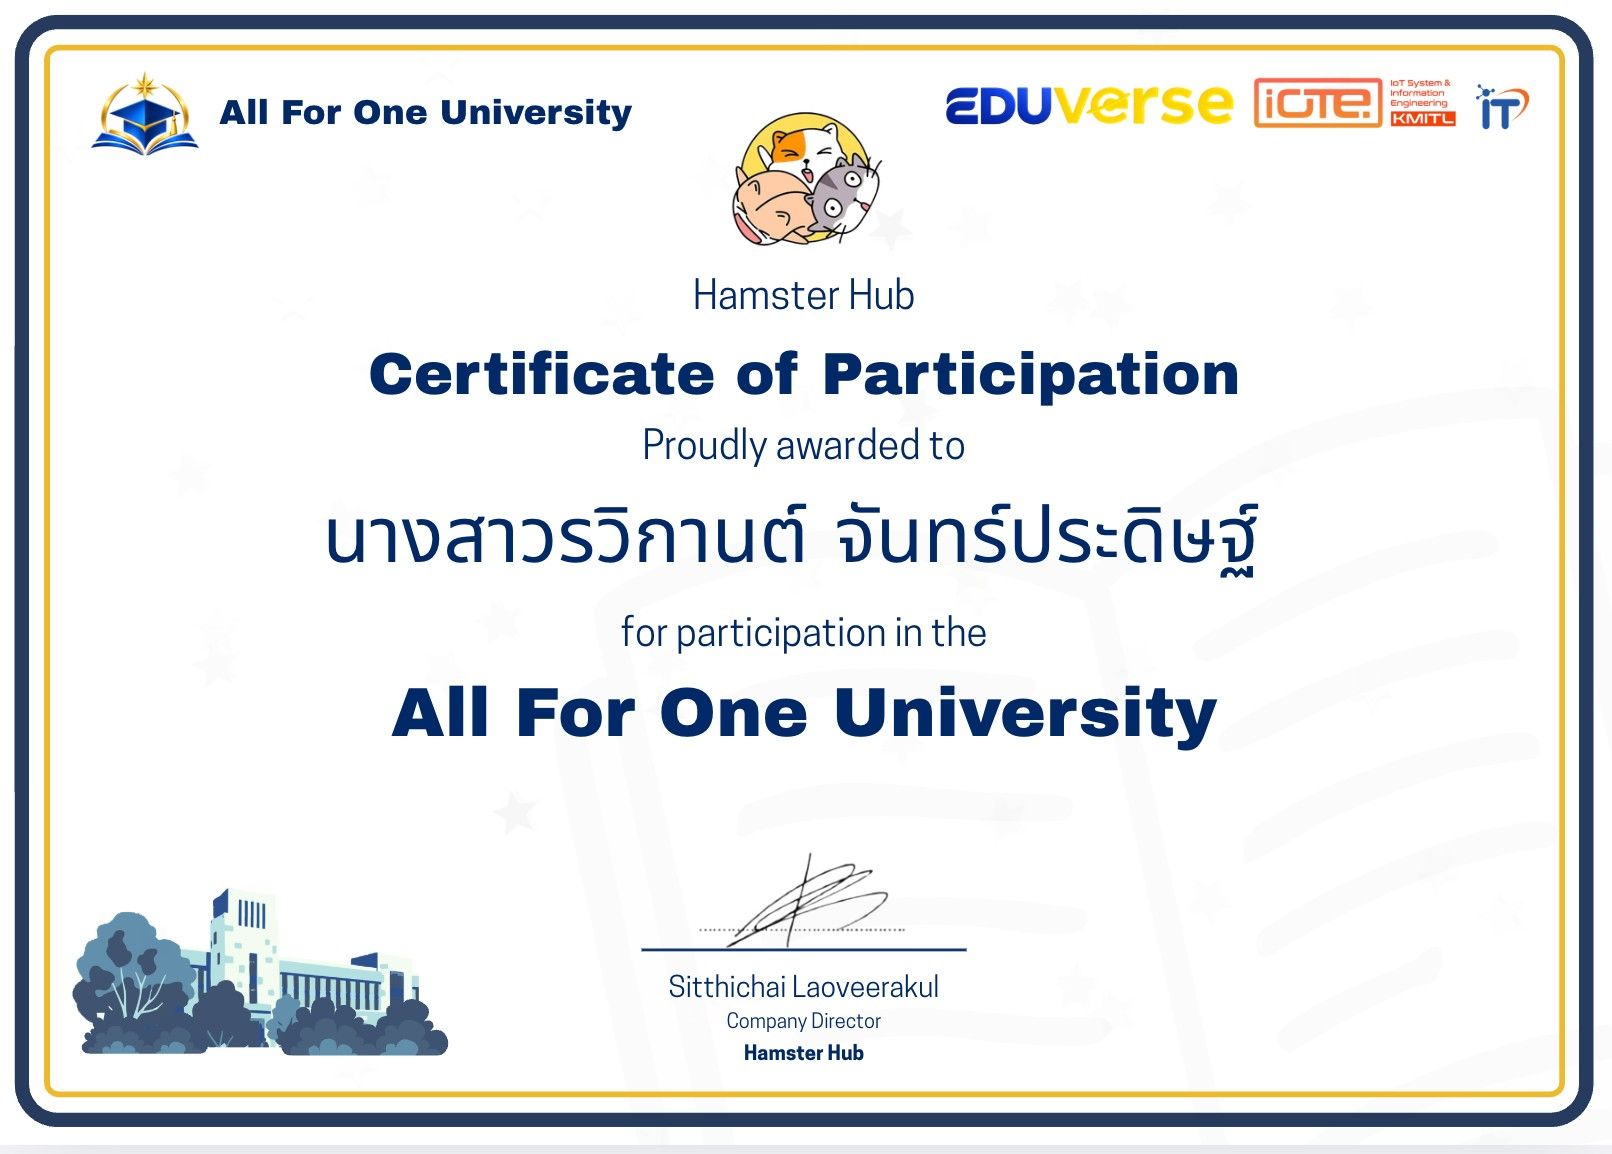 All For One University
EDUVERSE
iOTE!
IoT System &
Information
Engineering
KMITL
iT
Hamster Hub
Certificate of Participation
Proudly awarded to
นางสาวรวิกานต์ จันทร์ประดิษฐ์
for participation in the
All For One University
Sitthichai Laoveerakul
Company Director
Hamster Hub